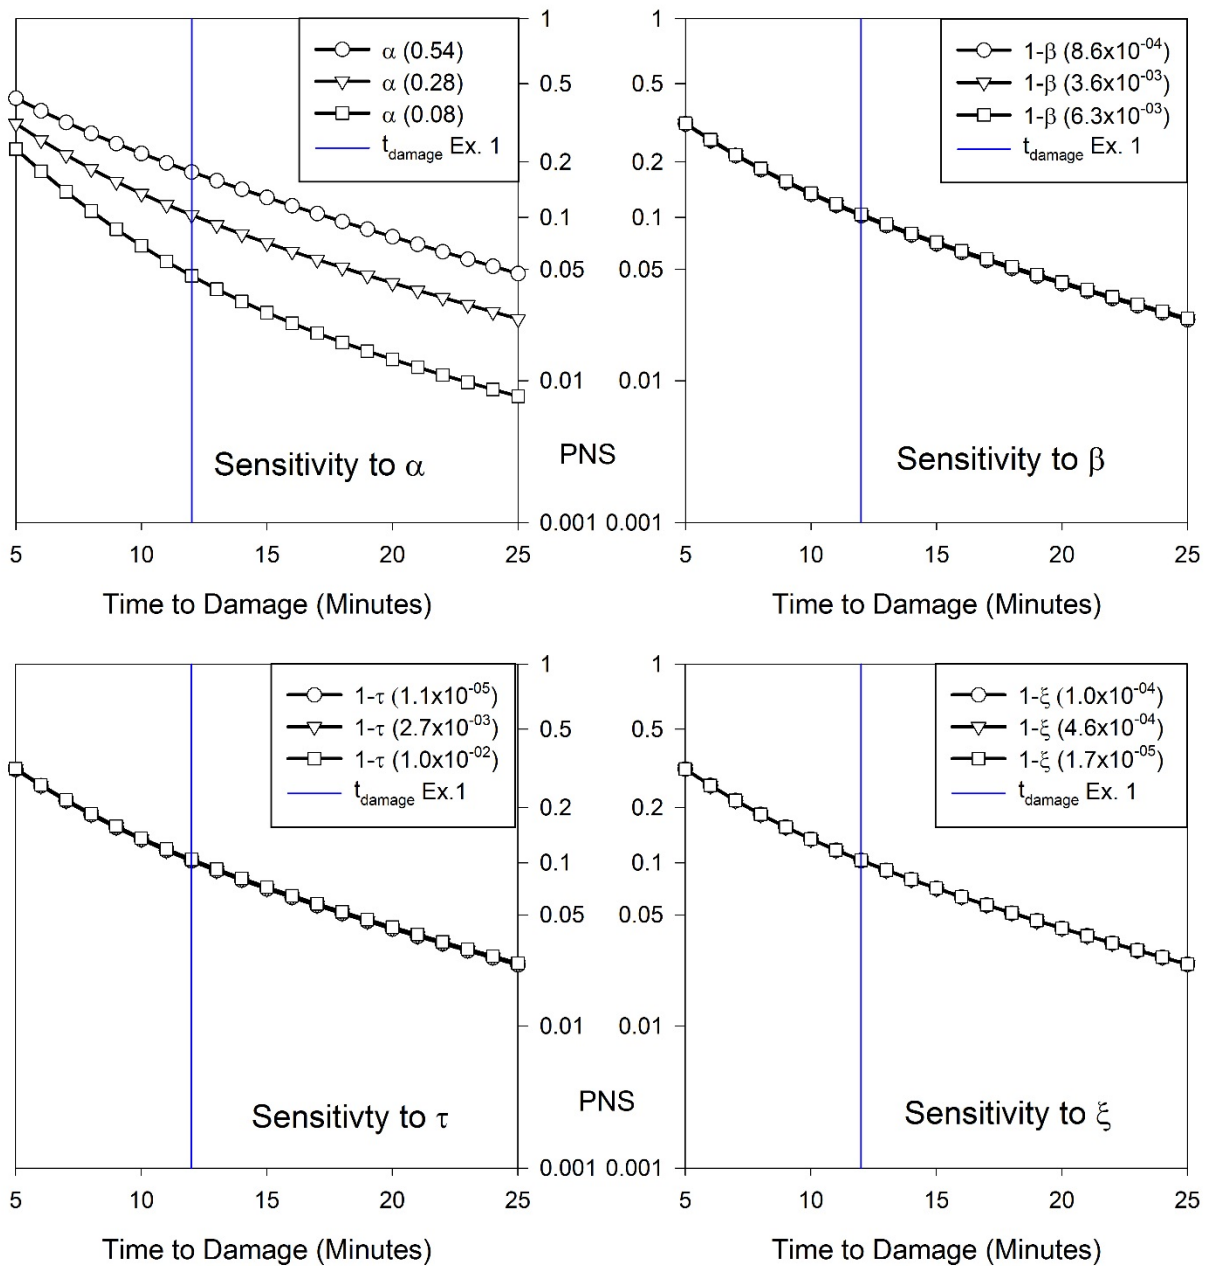 1
0.5
0.2
0.1
0.05
0.01
0.001
α (0.54)
α (0.28)
α (0.08)
t_damage Ex. 1
Sensitivity to α
5 10 15 20 25
Time to Damage (Minutes)
PNS
1
0.5
0.2
0.1
0.05
0.01
0.001
1-β (8.6x10^-04)
1-β (3.6x10^-03)
1-β (6.3x10^-03)
t_damage Ex. 1
Sensitivity to β
5 10 15 20 25
Time to Damage (Minutes)
1
0.5
0.2
0.1
0.05
0.01
0.001
1-τ (1.1x10^-05)
1-τ (2.7x10^-03)
1-τ (1.0x10^-02)
t_damage Ex.1
Sensitivty to τ
5 10 15 20 25
Time to Damage (Minutes)
PNS
1
0.5
0.2
0.1
0.05
0.01
0.001
1-ξ (1.0x10^-04)
1-ξ (4.6x10^-04)
1-ξ (1.7x10^-05)
t_damage Ex. 1
Sensitivity to ξ
5 10 15 20 25
Time to Damage (Minutes)